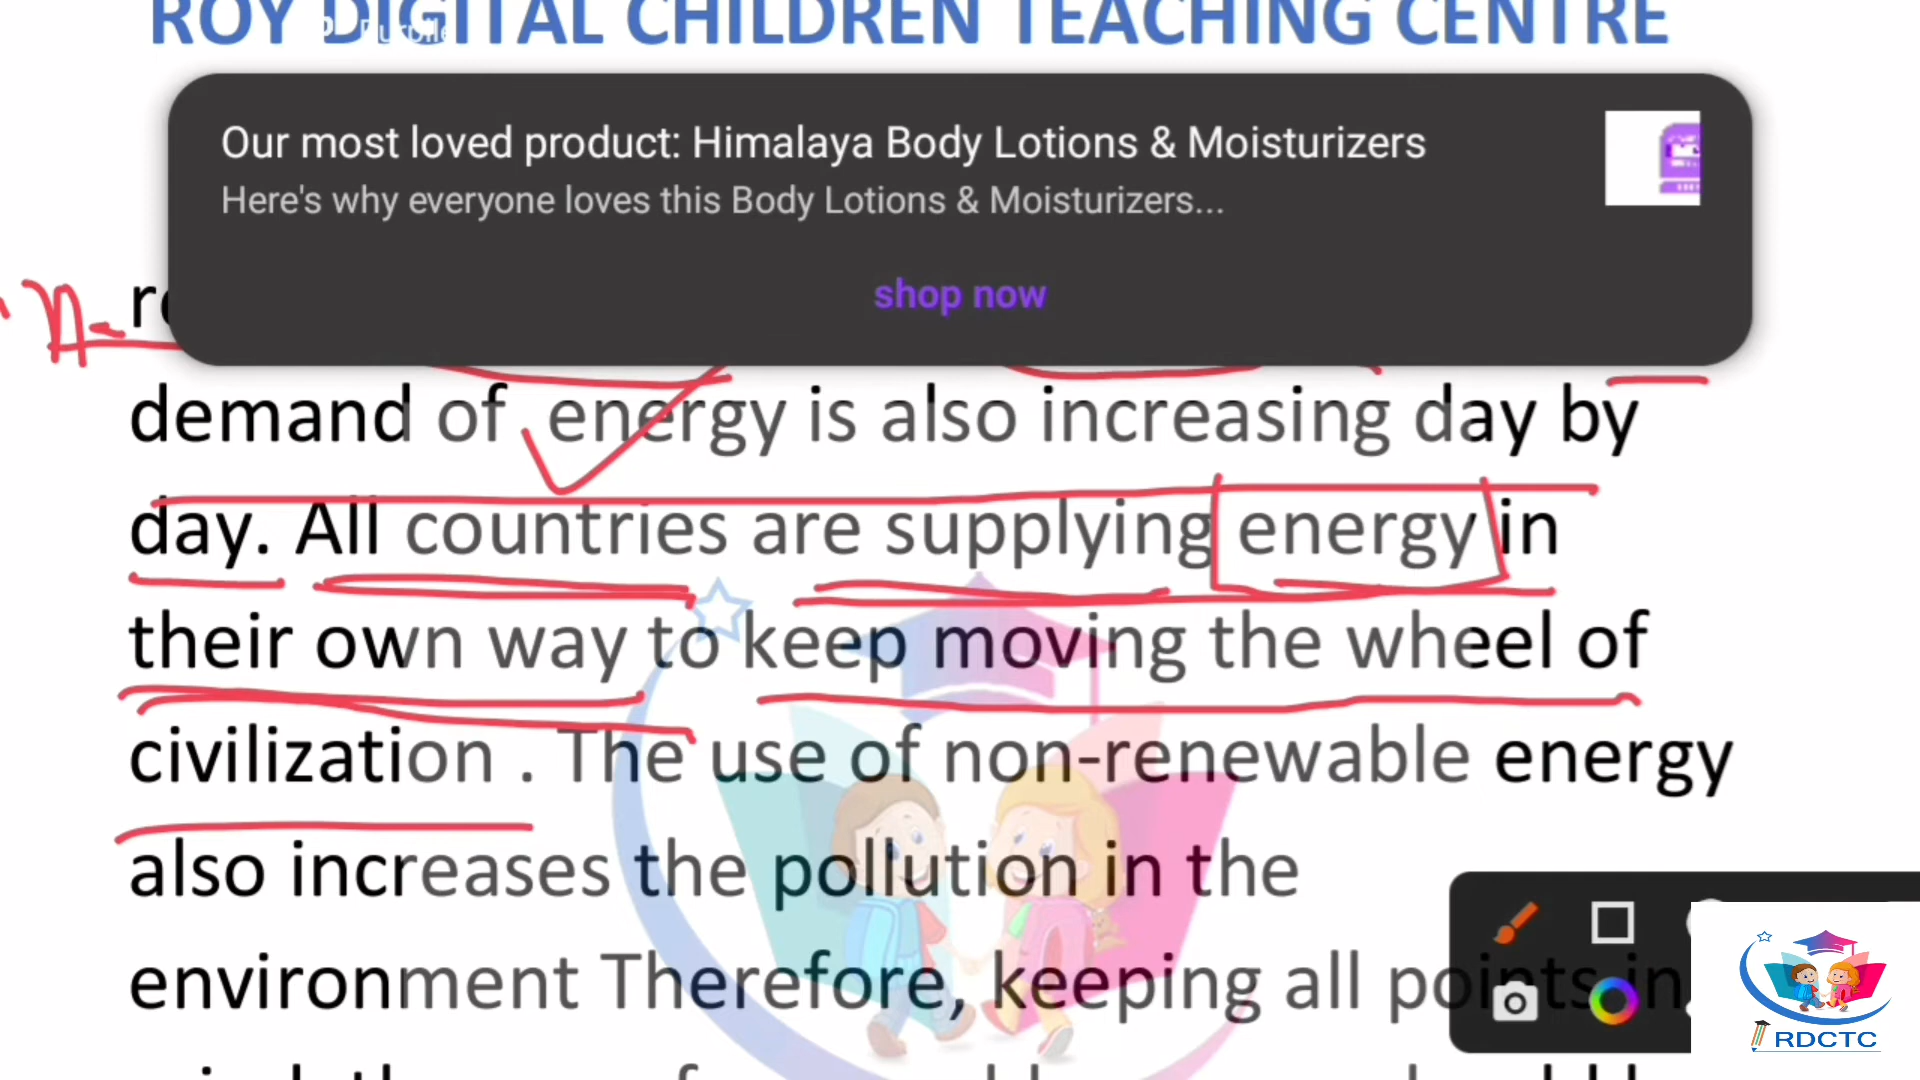 ROY DIGITAL CHILDREN TEACHING CENTRE
Our most loved product: Himalaya Body Lotions & Moisturizers
Here's why everyone loves this Body Lotions & Moisturizers...
shop now
demand of energy is also increasing day by
day. All countries are supplying energy in
their own way to keep moving the wheel of
civilization . The use of non-renewable energy
also increases the pollution in the
environment Therefore, keeping all points in
RDCTC